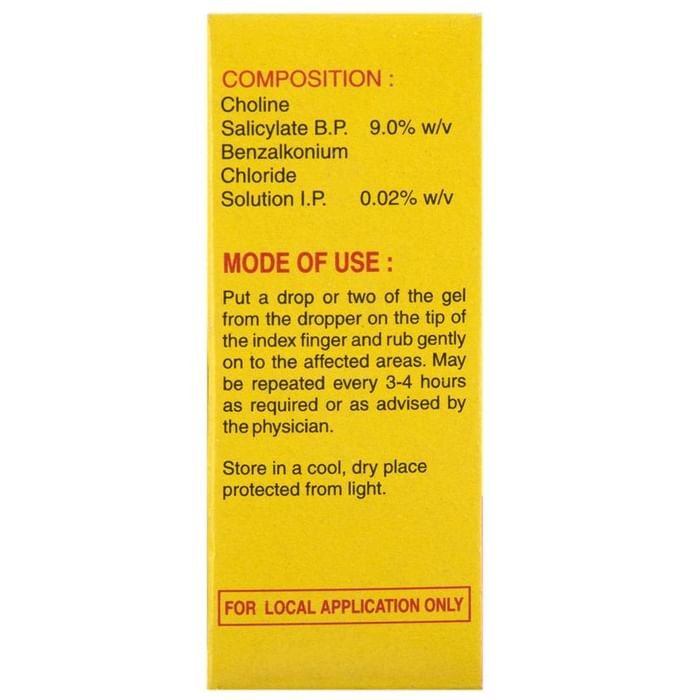 COMPOSITION :
Choline
Salicylate B.P. 9.0% w/v
Benzalkonium
Chloride
Solution I.P. 0.02% w/v
MODE OF USE :
Put a drop or two of the gel
from the dropper on the tip of
the index finger and rub gently
on to the affected areas. May
be repeated every 3-4 hours
as required or as advised by
the physician.
Store in a cool, dry place
protected from light.
FOR LOCAL APPLICATION ONLY